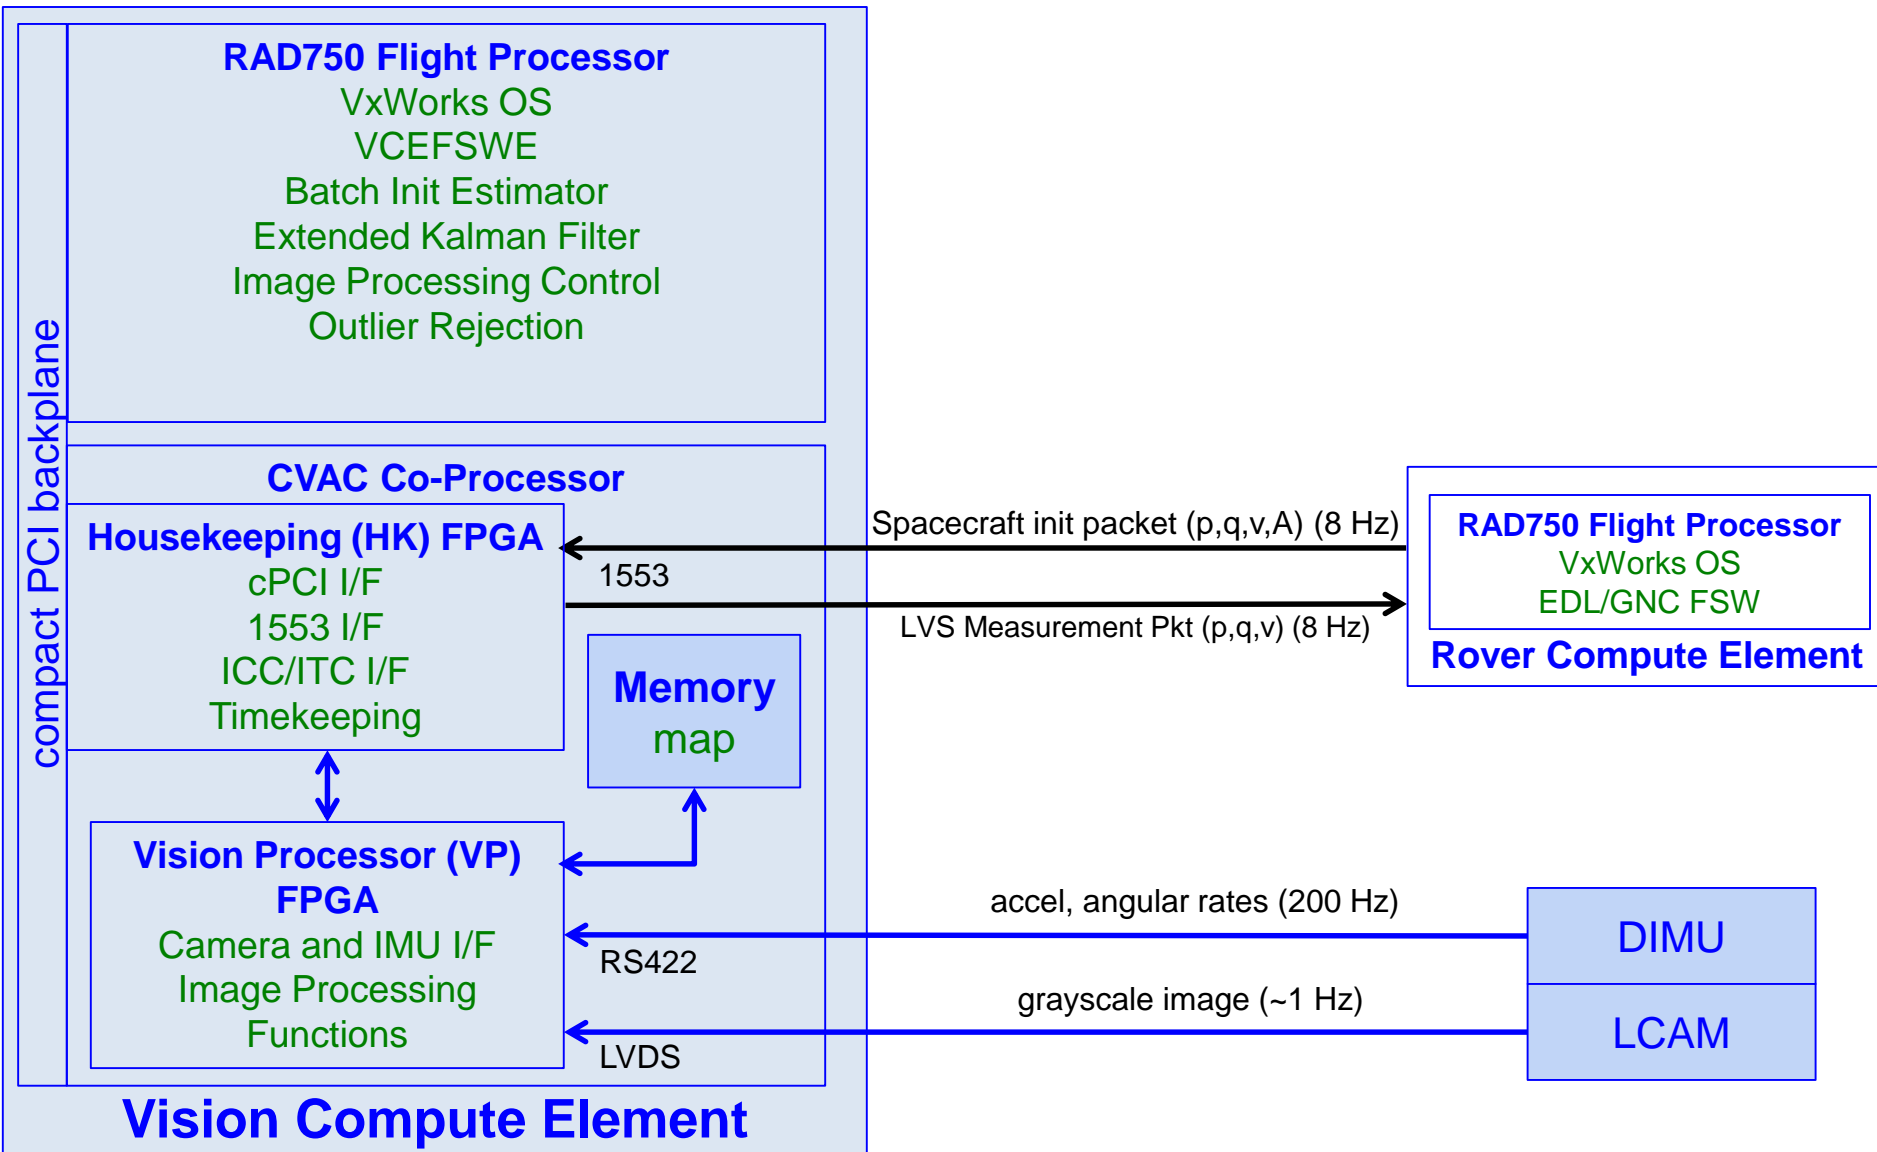 RAD750 Flight Processor
VxWorks OS
VCEFSWE
Batch Init Estimator
Extended Kalman Filter
Image Processing Control
Outlier Rejection
compact PCI backplane
CVAC Co-Processor
Housekeeping (HK) FPGA
cPCI I/F
1553 I/F
ICC/ITC I/F
Timekeeping
Memory
map
Vision Processor (VP)
FPGA
Camera and IMU I/F
Image Processing
Functions
Vision Compute Element
Spacecraft init packet (p,q,v,A) (8 Hz)
1553
LVS Measurement Pkt (p,q,v) (8 Hz)
RAD750 Flight Processor
VxWorks OS
EDL/GNC FSW
Rover Compute Element
accel, angular rates (200 Hz)
RS422
grayscale image (~1 Hz)
LVDS
DIMU
LCAM